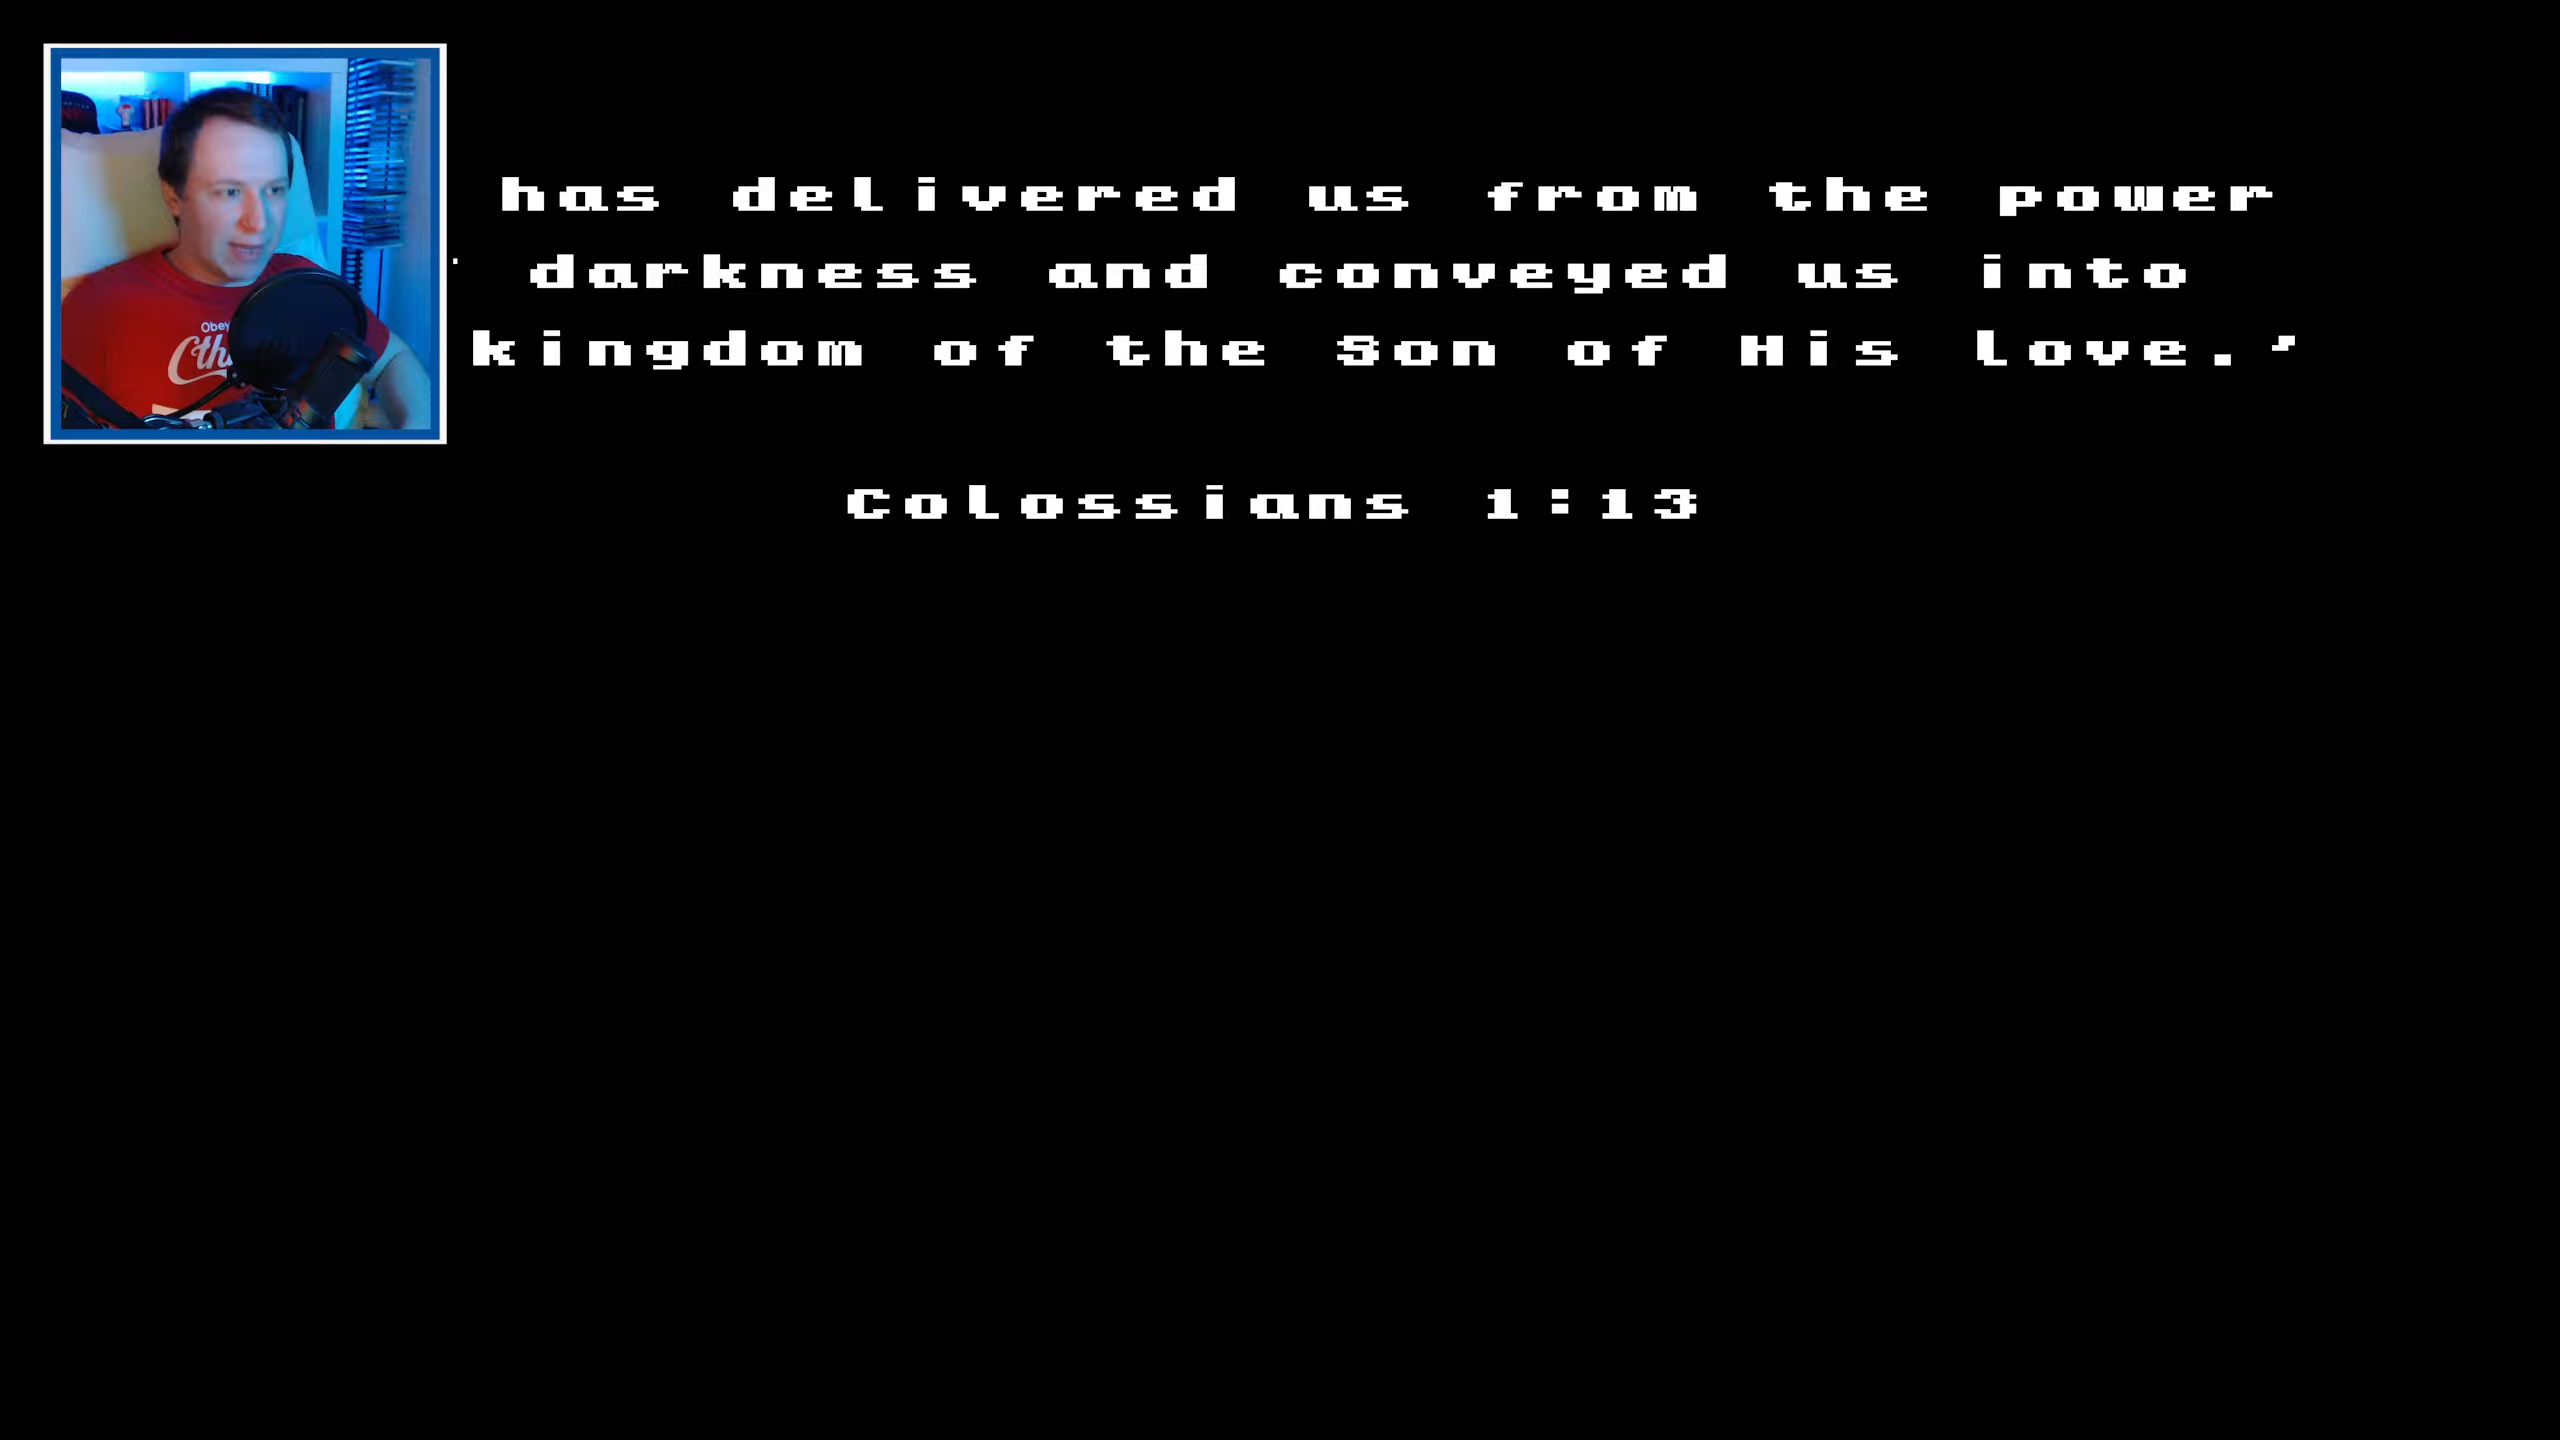 has delivered us from the power
darkness and conveyed us into
kingdom of the Son of His love.’
Colossians 1:13
Obey